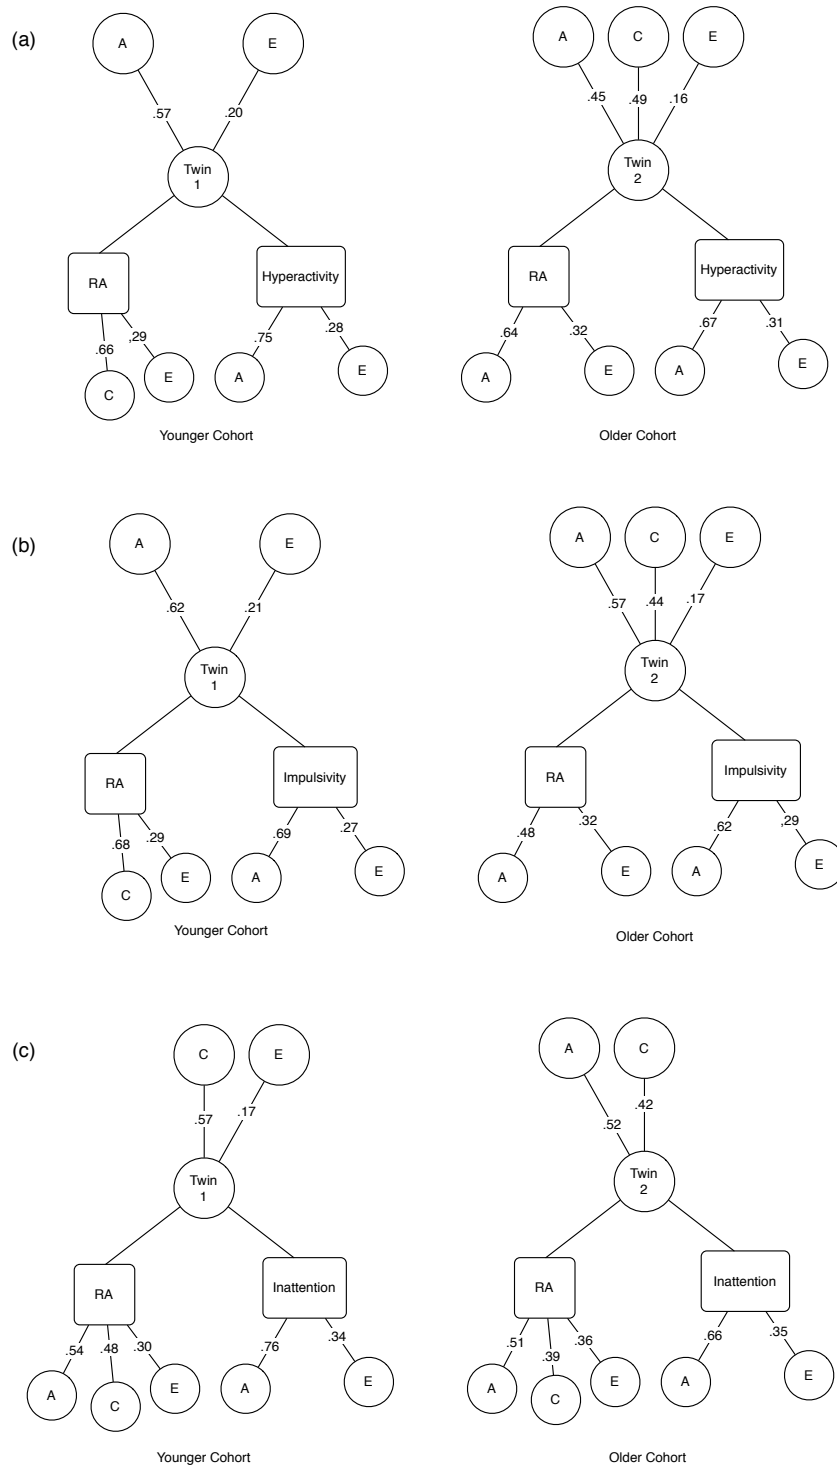 (a)
A E A C E
.57 .20 .45 .49 .16
Twin
1
Twin
2
RA Hyperactivity RA Hyperactivity
.66 ,29 .75 .28 .64 .32 .67 .31
C E A E A E A E
Younger Cohort Older Cohort
(b)
A E A C E
.62 .21 .57 .44 .17
Twin
1
Twin
2
RA Impulsivity RA Impulsivity
.68 .29 .69 .27 .48 .32 .62 ,29
C E A E A E A E
Younger Cohort Older Cohort
(c)
C E A C
.57 .17 .52 .42
Twin
1
Twin
2
RA Inattention RA Inattention
.54 .48 .30 .76 .34 .51 .39 .36 .66 .35
A C E A E A C E A E
Younger Cohort Older Cohort